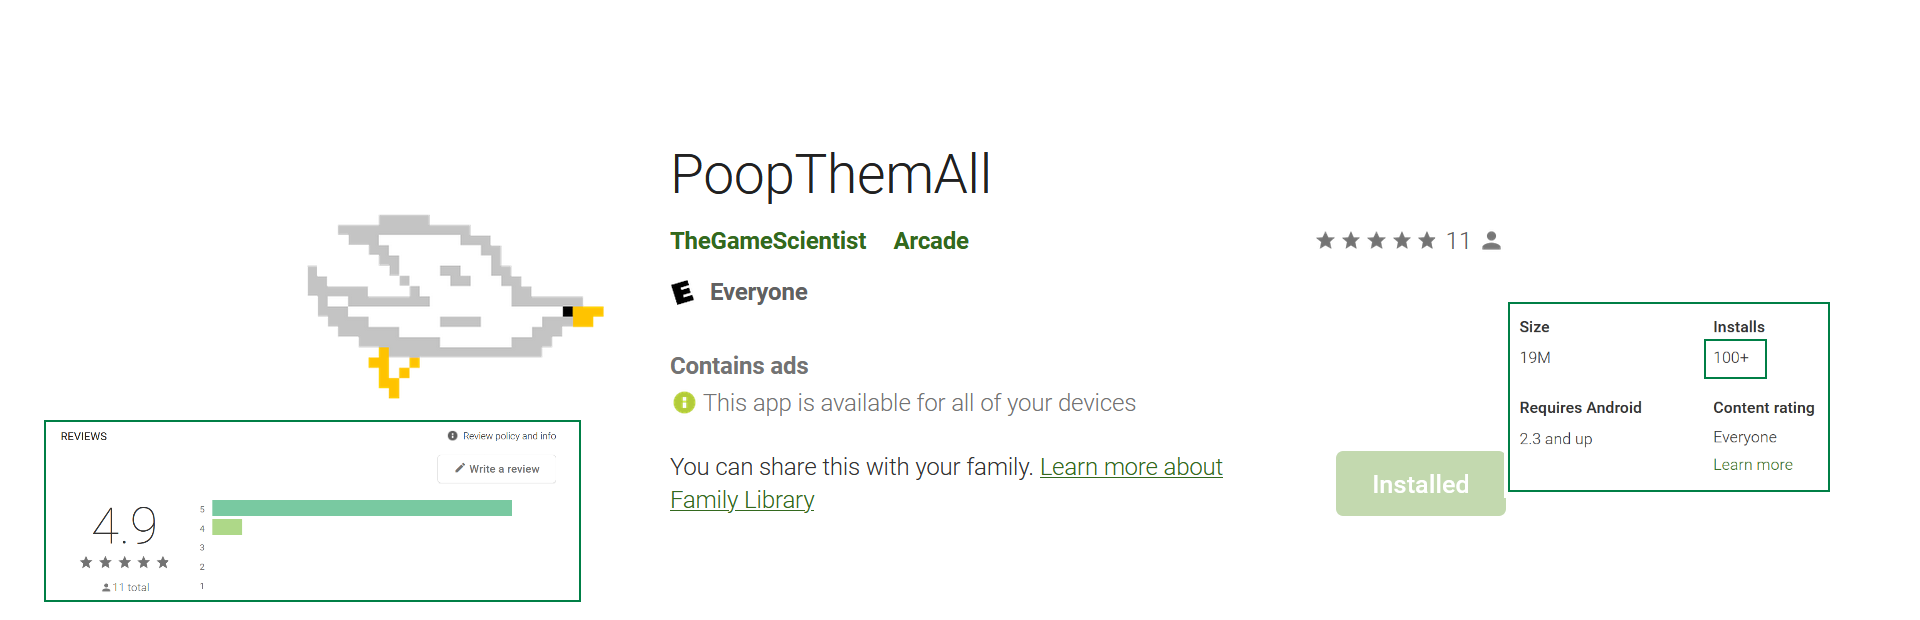 PoopThemAll
TheGameScientist Arcade
11
E Everyone
Contains ads
This app is available for all of your devices
You can share this with your family. Learn more about
Family Library
Installed
Size Installs
19M 100+
Requires Android Content rating
2.3 and up Everyone
Learn more
REVIEWS Review policy and info
Write a review
4.9
5
4
3
2
1
11 total